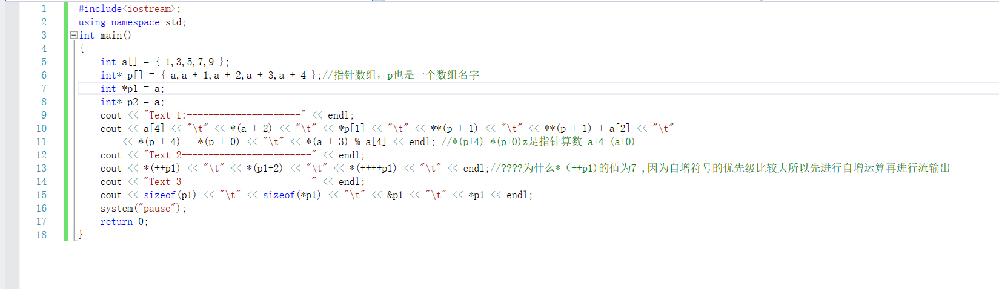 1 #include<iostream>;
2 using namespace std;
3 int main()
4 {
5 int a[] = { 1,3,5,7,9 };
6 int* p[] = { a,a + 1,a + 2,a + 3,a + 4 };//指针数组，p也是一个数组名字
7 int *p1 = a;
8 int* p2 = a;
9 cout << "Text 1:---------------------" << endl;
10 cout << a[4] << "\t" << *(a + 2) << "\t" << *p[1] << "\t" << **(p + 1) << "\t" << **(p + 1) + a[2] << "\t"
11 << *(p + 4) - *(p + 0) << "\t" << *(a + 3) % a[4] << endl; //*(p+4)-*(p+0)z是指针算数 a+4-(a+0)
12 cout << "Text 2------------------------" << endl;
13 cout << *(++p1) << "\t" << *(p1+2) << "\t" << *(++++p1) << "\t" << endl;//????为什么*（++p1)的值为7 ,因为自增符号的优先级比较大所以先进行自增运算再进行流输出
14 cout << "Text 3------------------------" << endl;
15 cout << sizeof(p1) << "\t" << sizeof(*p1) << "\t" << &p1 << "\t" << *p1 << endl;
16 system("pause");
17 return 0;
18 }